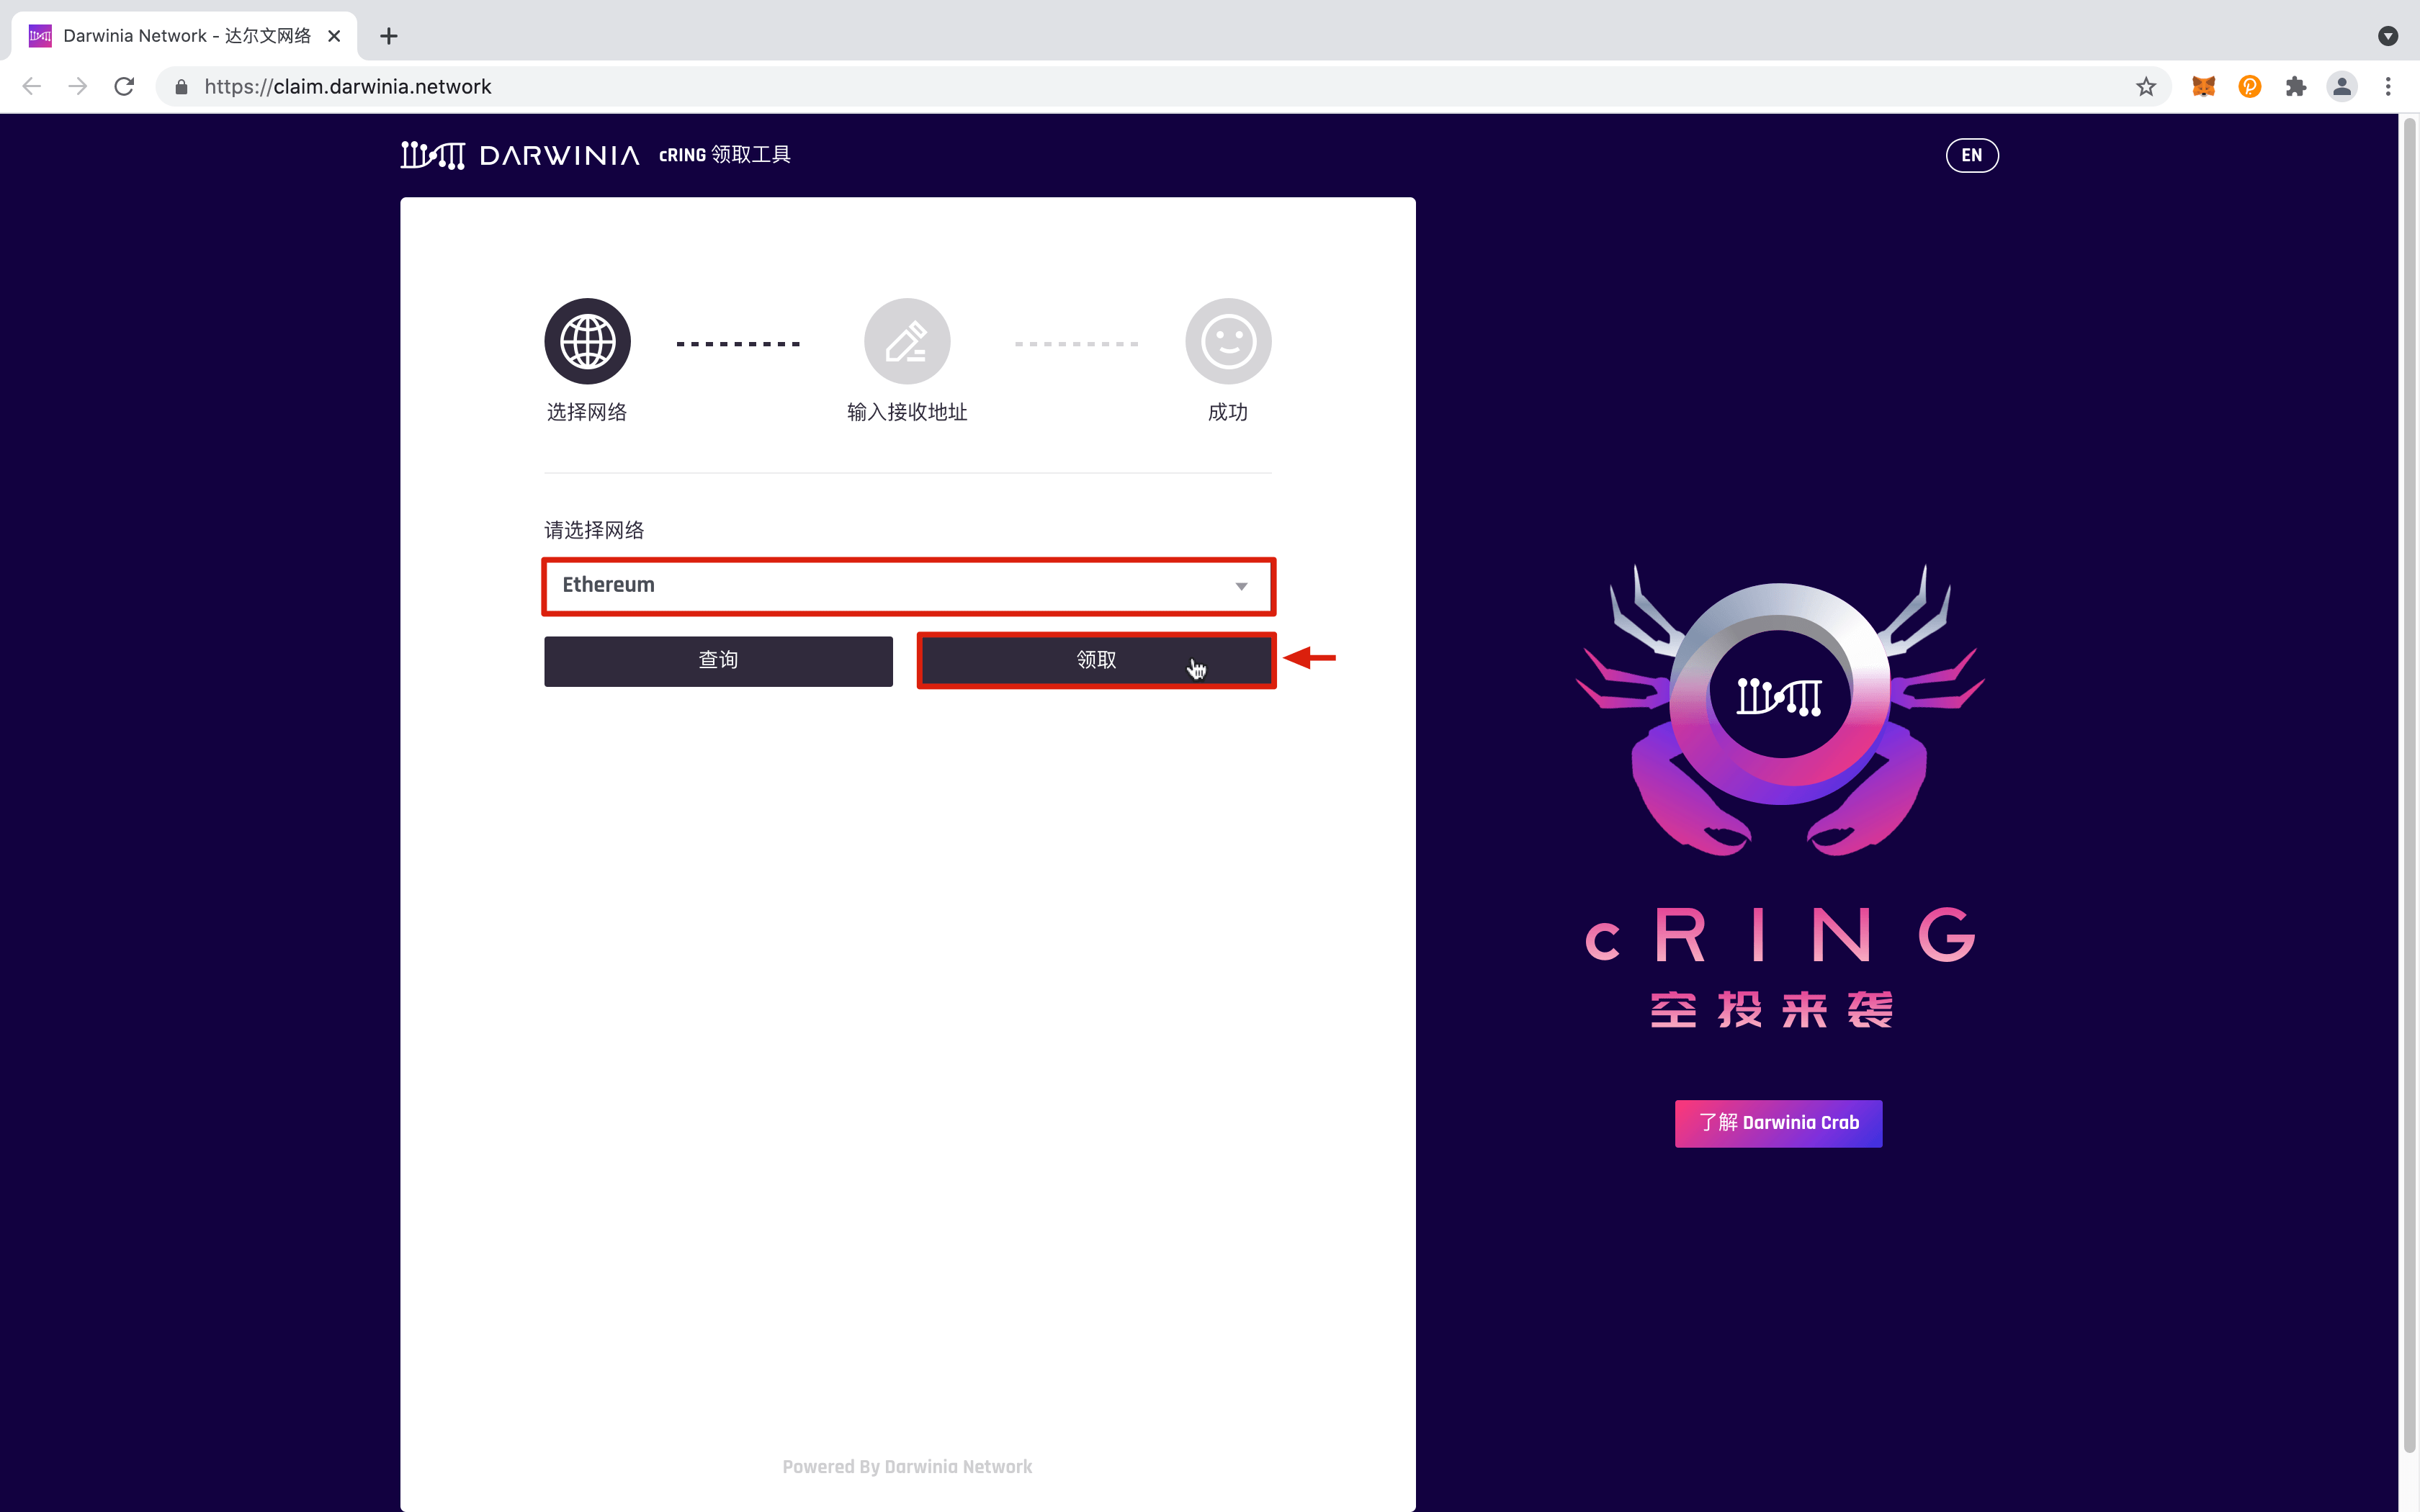 Darwinia Network - 达尔文网络
https://claim.darwinia.network
DARWINIA cRING 领取工具
EN
选择网络
输入接收地址
成功
请选择网络
Ethereum
查询
领取
cRING
空投来袭
了解 Darwinia Crab
Powered By Darwinia Network